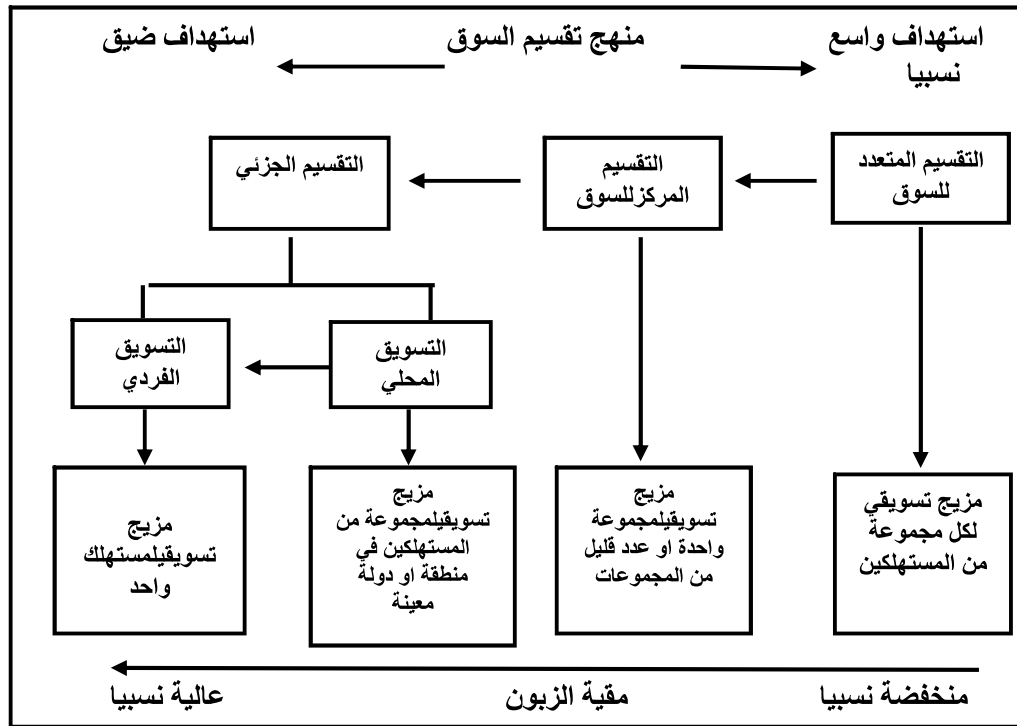 استهداف واسع
نسبيا
منهج تقسيم السوق
استهداف ضيق
التقسيم المتعدد
للسوق
التقسيم
المركزللسوق
التقسيم الجزئي
التسويق
المحلي
التسويق
الفردي
مزيج تسويقي
لكل مجموعة
من المستهلكين
مزيج
تسويقيلمجموعة
واحدة او عدد قليل
من المجموعات
مزيج
تسويقيلمجموعة من
المستهلكين في
منطقة او دولة
معينة
مزيج
تسويقيلمستهلك
واحد
منخفضة نسبيا
مقية الزبون
عالية نسبيا